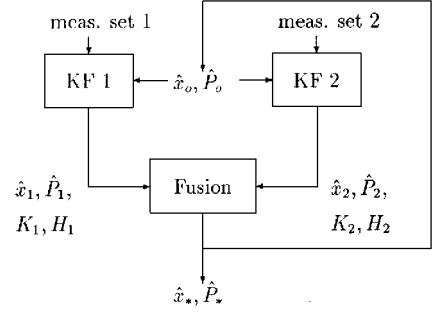 meas. set 1
meas. set 2
KF 1
x̂ₒ, P̂ₒ
KF 2
Fusion
x̂₁, P̂₁,
K₁, H₁
x̂₂, P̂₂,
K₂, H₂
x̂*, P̂*